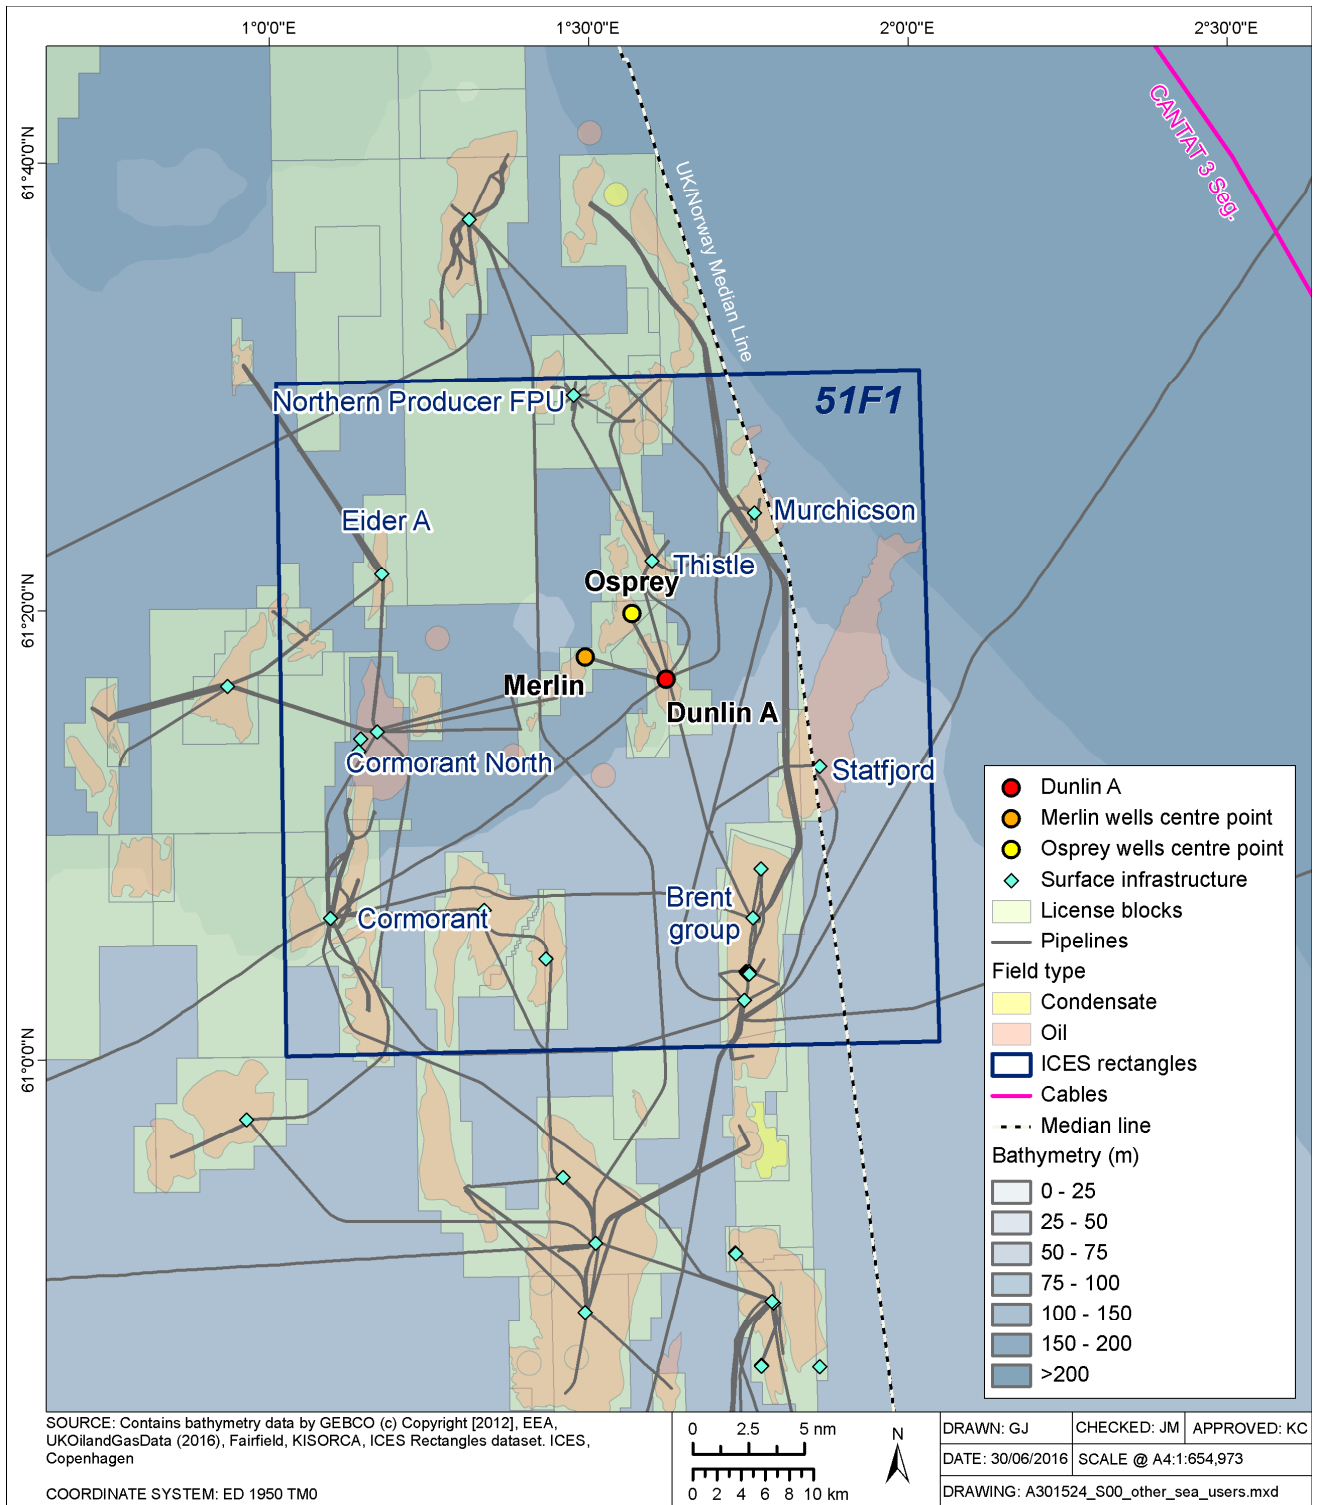 1°0'0"E
1°30'0"E
2°0'0"E
2°30'0"E
61°40'0"N
61°20'0"N
61°0'0"N
CANTAT 3 Seg.
UK/Norway Median Line
51F1
Northern Producer FPU
Eider A
Murchicson
Thistle
Osprey
Merlin
Dunlin A
Cormorant North
Statfjord
Cormorant
Brent
group
Dunlin A
Merlin wells centre point
Osprey wells centre point
Surface infrastructure
License blocks
Pipelines
Field type
Condensate
Oil
ICES rectangles
Cables
Median line
Bathymetry (m)
0 - 25
25 - 50
50 - 75
75 - 100
100 - 150
150 - 200
>200
SOURCE: Contains bathymetry data by GEBCO (c) Copyright [2012], EEA,
UKOilandGasData (2016), Fairfield, KISORCA, ICES Rectangles dataset. ICES,
Copenhagen
COORDINATE SYSTEM: ED 1950 TM0
0 2.5 5 nm
0 2 4 6 8 10 km
N
DRAWN: GJ
CHECKED: JM
APPROVED: KC
DATE: 30/06/2016
SCALE @ A4:1:654,973
DRAWING: A301524_S00_other_sea_users.mxd